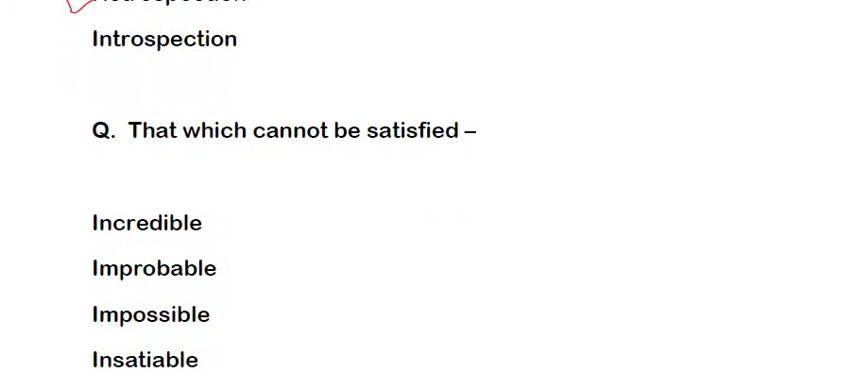 Introspection
Q. That which cannot be satisfied –
Incredible
Improbable
Impossible
Insatiable